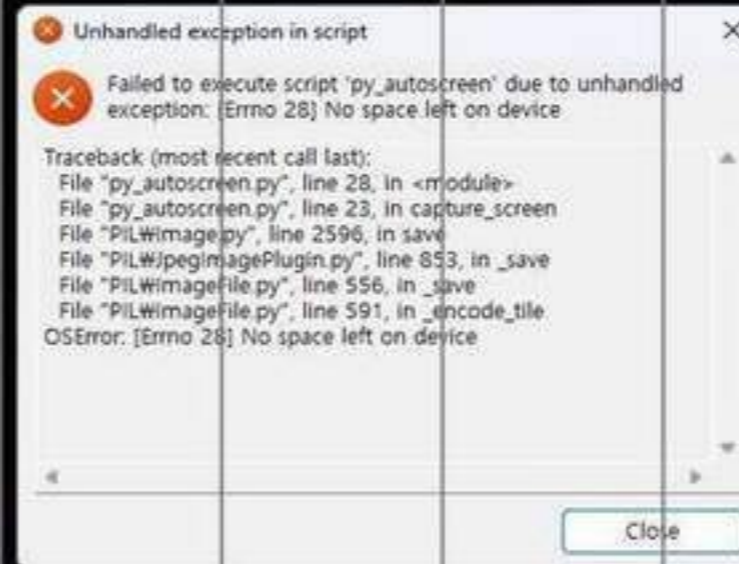 Unhandled exception in script
Failed to execute script 'py_autoscreen' due to unhandled
exception: [Errno 28] No space left on device
Traceback (most recent call last):
File "py_autoscreen.py", line 28, in <module>
File "py_autoscreen.py", line 23, in capture_screen
File "PIL₩Image.py", line 2596, in save
File "PIL₩JpegImagePlugin.py", line 853, in _save
File "PIL₩ImageFile.py", line 556, in _save
File "PIL₩ImageFile.py", line 591, in _encode_tile
OSError: [Errno 28] No space left on device
Close